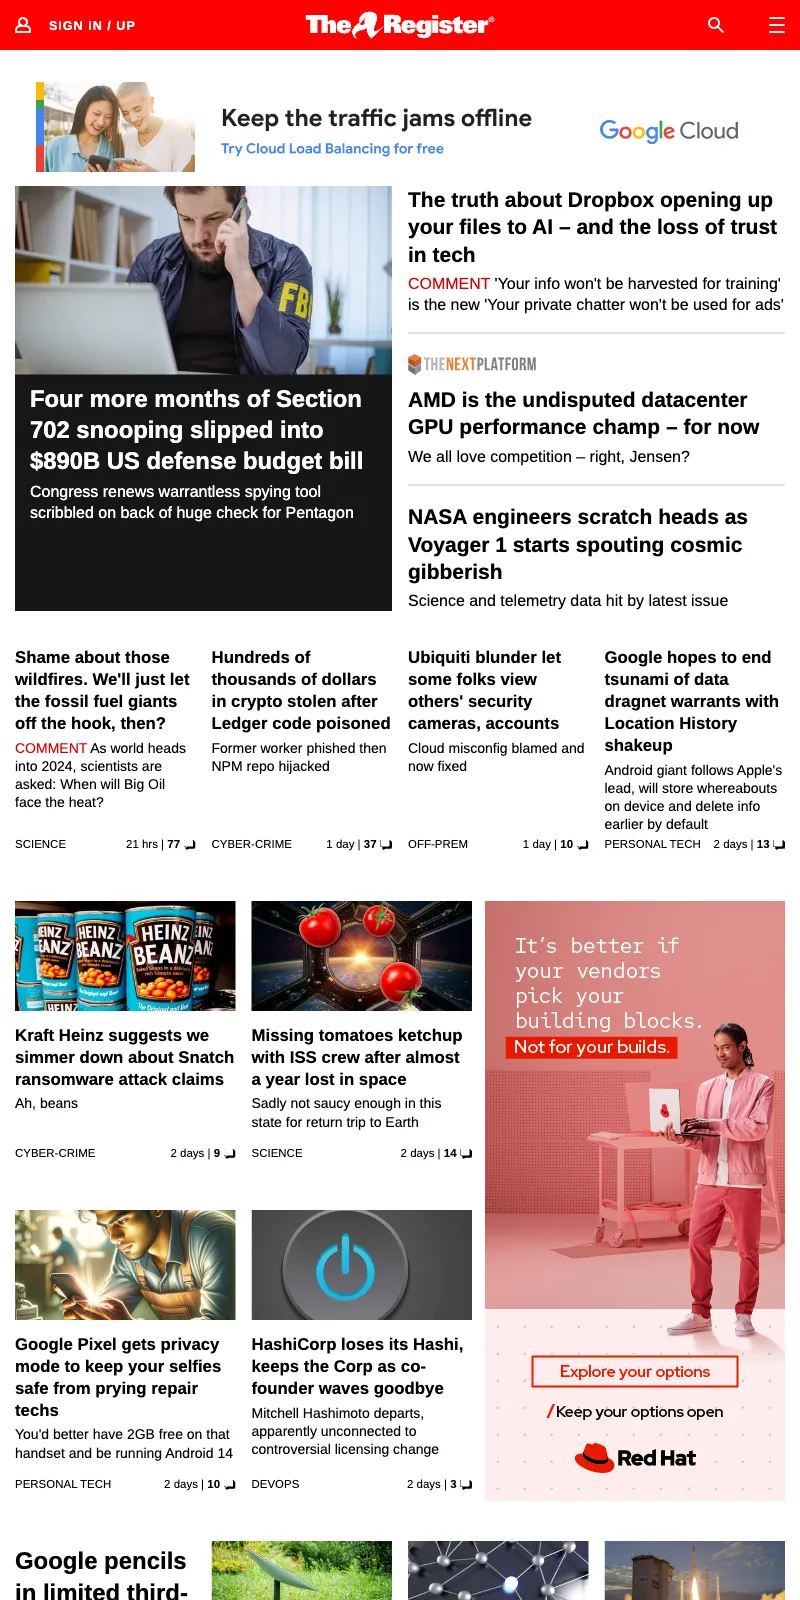 SIGN IN / UP
The Register®
Keep the traffic jams offline
Try Cloud Load Balancing for free
Google Cloud
FB
Four more months of Section
702 snooping slipped into
$890B US defense budget bill
Congress renews warrantless spying tool
scribbled on back of huge check for Pentagon
The truth about Dropbox opening up
your files to AI – and the loss of trust
in tech
COMMENT 'Your info won't be harvested for training'
is the new 'Your private chatter won't be used for ads'
THENEXTPLATFORM
AMD is the undisputed datacenter
GPU performance champ – for now
We all love competition – right, Jensen?
NASA engineers scratch heads as
Voyager 1 starts spouting cosmic
gibberish
Science and telemetry data hit by latest issue
Shame about those
wildfires. We'll just let
the fossil fuel giants
off the hook, then?
COMMENT As world heads
into 2024, scientists are
asked: When will Big Oil
face the heat?
SCIENCE 21 hrs | 77
Hundreds of
thousands of dollars
in crypto stolen after
Ledger code poisoned
Former worker phished then
NPM repo hijacked
CYBER-CRIME 1 day | 37
Ubiquiti blunder let
some folks view
others' security
cameras, accounts
Cloud misconfig blamed and
now fixed
OFF-PREM 1 day | 10
Google hopes to end
tsunami of data
dragnet warrants with
Location History
shakeup
Android giant follows Apple's
lead, will store whereabouts
on device and delete info
earlier by default
PERSONAL TECH 2 days | 13
HEINZ
BEANZ
Kraft Heinz suggests we
simmer down about Snatch
ransomware attack claims
Ah, beans
CYBER-CRIME 2 days | 9
Missing tomatoes ketchup
with ISS crew after almost
a year lost in space
Sadly not saucy enough in this
state for return trip to Earth
SCIENCE 2 days | 14
It's better if
your vendors
pick your
building blocks.
Not for your builds.
Explore your options
/Keep your options open
Red Hat
Google Pixel gets privacy
mode to keep your selfies
safe from prying repair
techs
You'd better have 2GB free on that
handset and be running Android 14
PERSONAL TECH 2 days | 10
HashiCorp loses its Hashi,
keeps the Corp as co-
founder waves goodbye
Mitchell Hashimoto departs,
apparently unconnected to
controversial licensing change
DEVOPS 2 days | 3
Google pencils
in limited third-